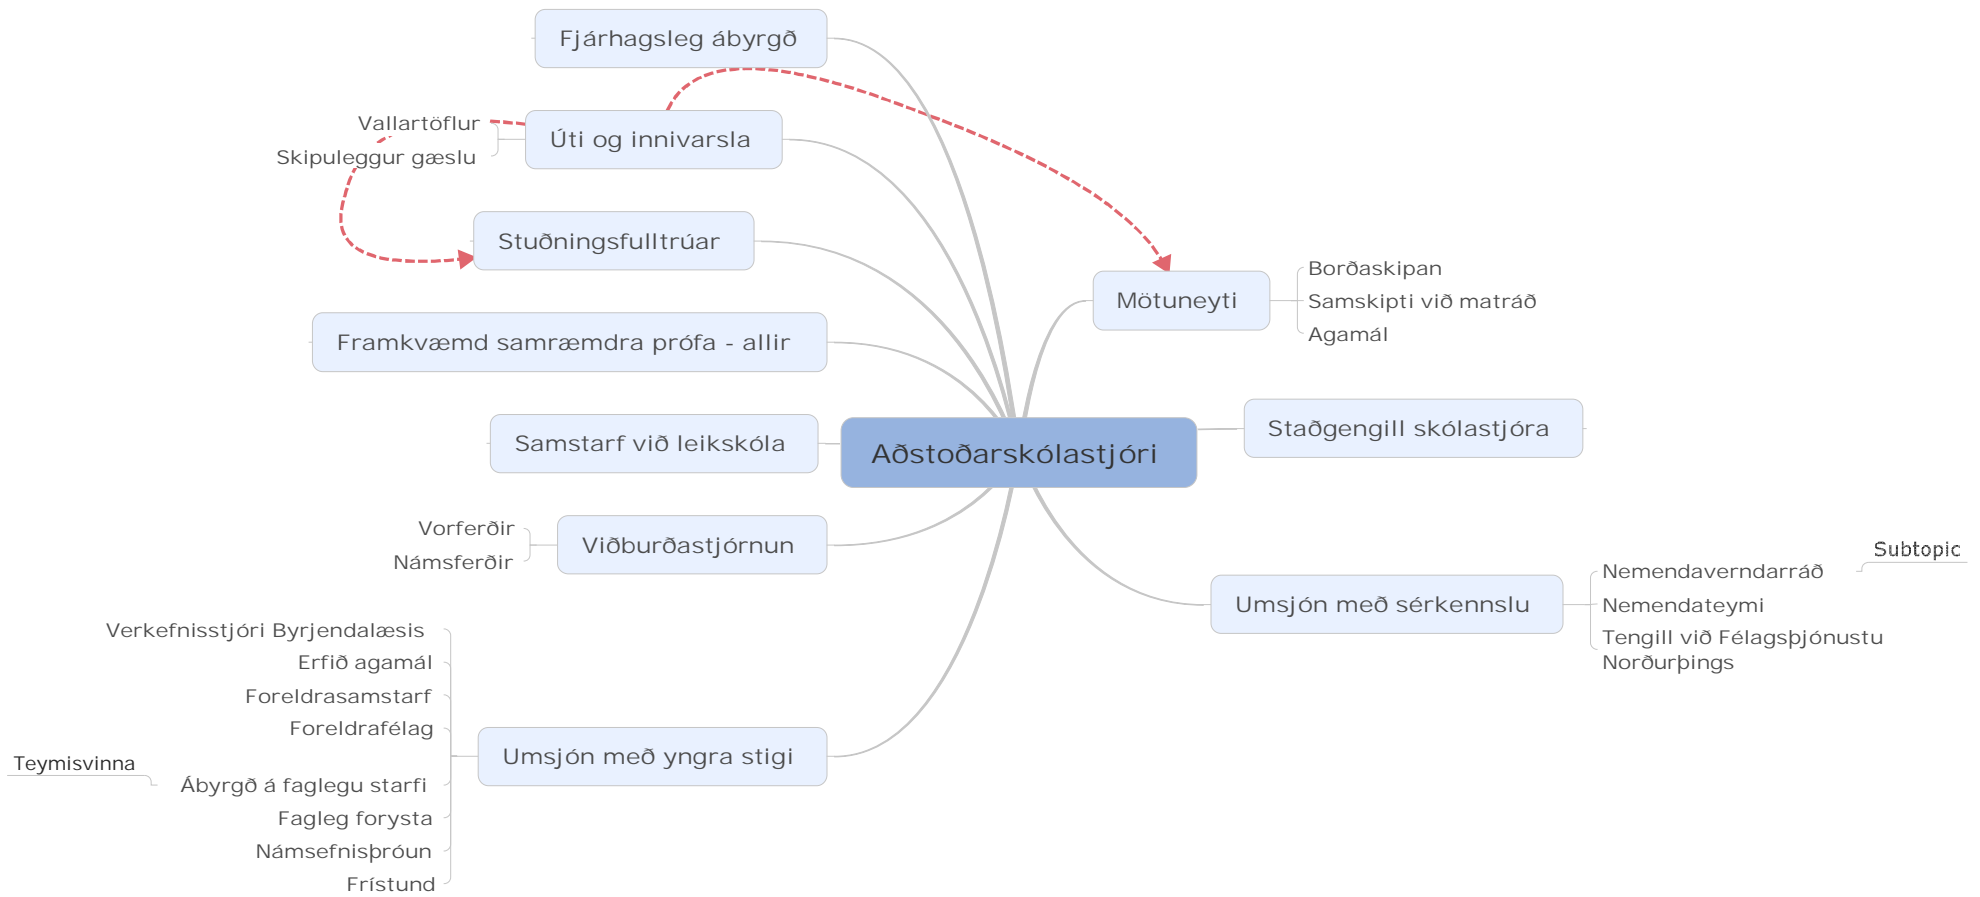 Fjárhagsleg ábyrgð
Úti og innivarsla
Vallartöflur
Skipuleggur gæslu
Stuðningsfulltrúar
Framkvæmd samræmdra prófa - allir
Samstarf við leikskóla
Viðburðastjórnun
Vorferðir
Námsferðir
Umsjón með yngra stigi
Verkefnisstjóri Byrjendalæsis
Erfið agamál
Foreldrasamstarf
Foreldrafélag
Ábyrgð á faglegu starfi
Teymisvinna
Fagleg forysta
Námsefnisþróun
Frístund
Aðstoðarskólastjóri
Mötuneyti
Borðaskipan
Samskipti við matráð
Agamál
Staðgengill skólastjóra
Umsjón með sérkennslu
Nemendaverndarráð
Subtopic
Nemendateymi
Tengill við Félagsþjónustu
Norðurþings